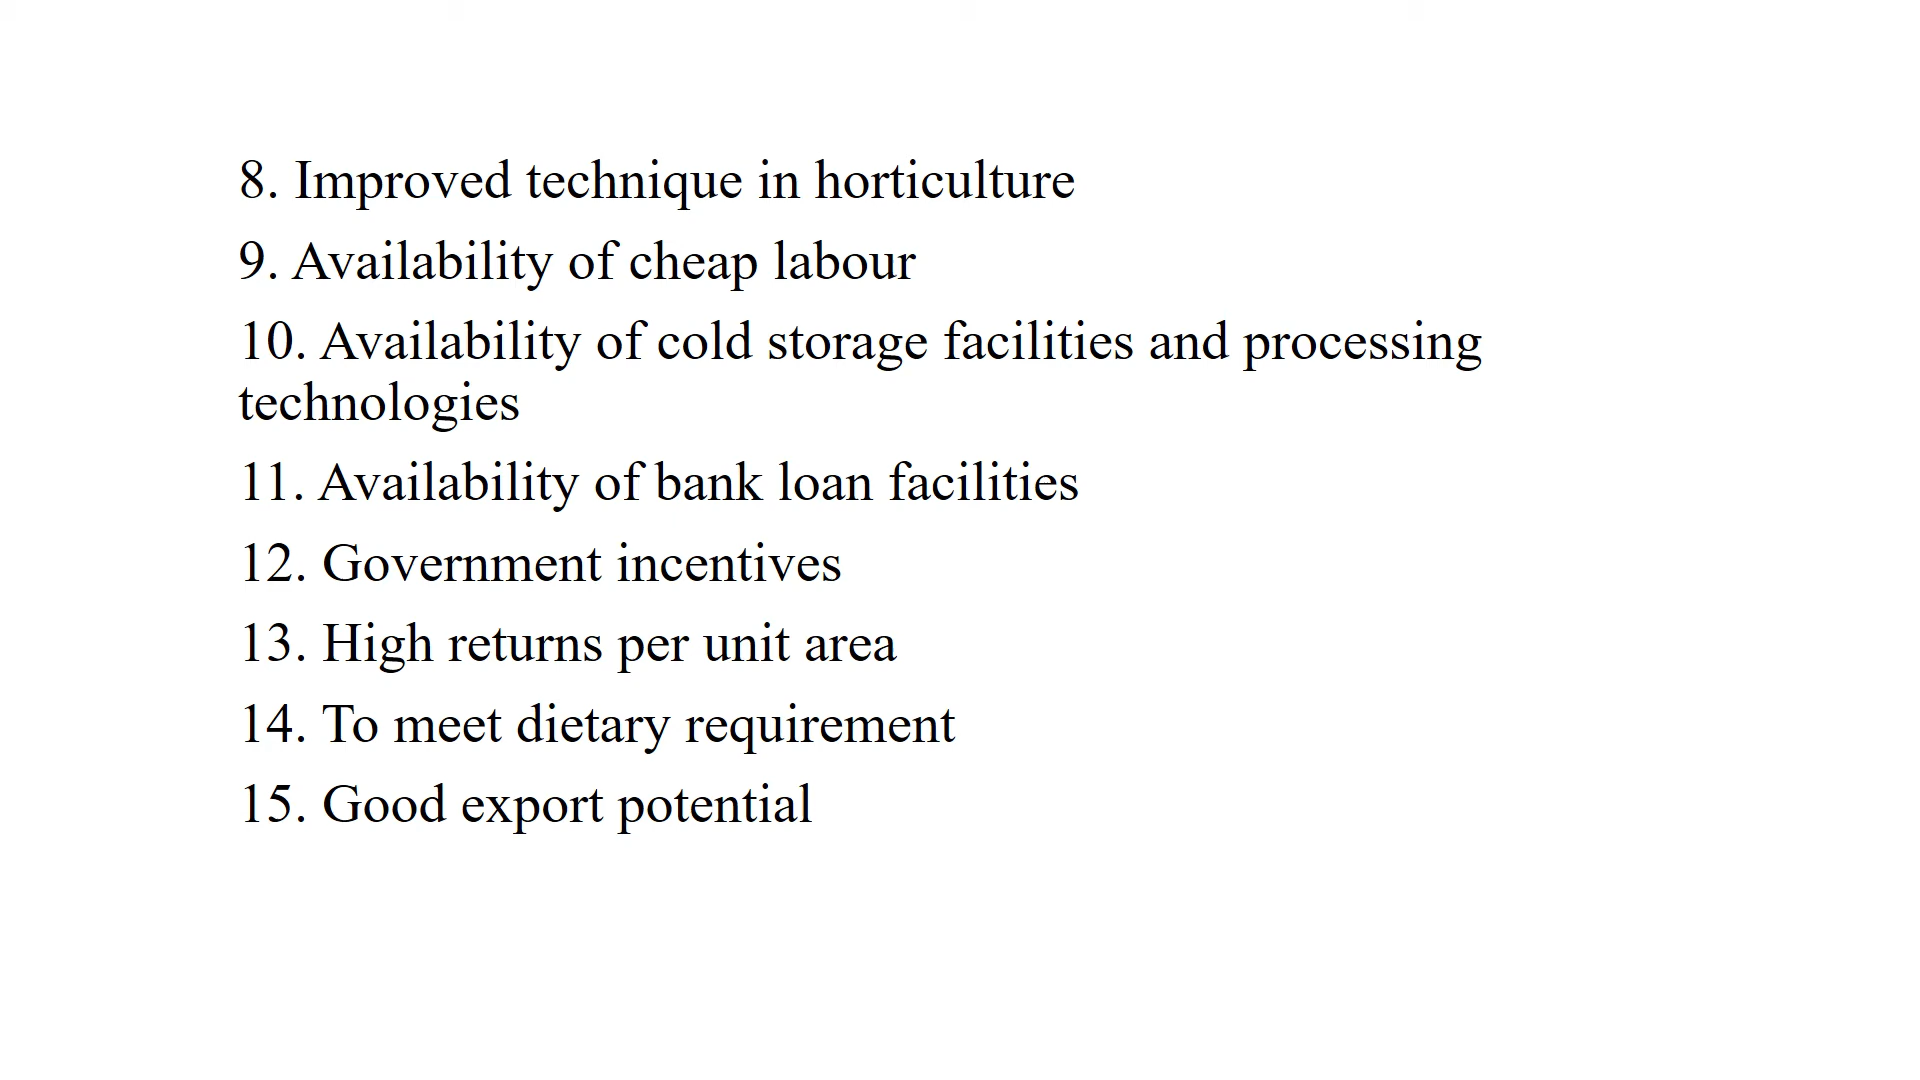 8. Improved technique in horticulture
9. Availability of cheap labour
10. Availability of cold storage facilities and processing
technologies
11. Availability of bank loan facilities
12. Government incentives
13. High returns per unit area
14. To meet dietary requirement
15. Good export potential